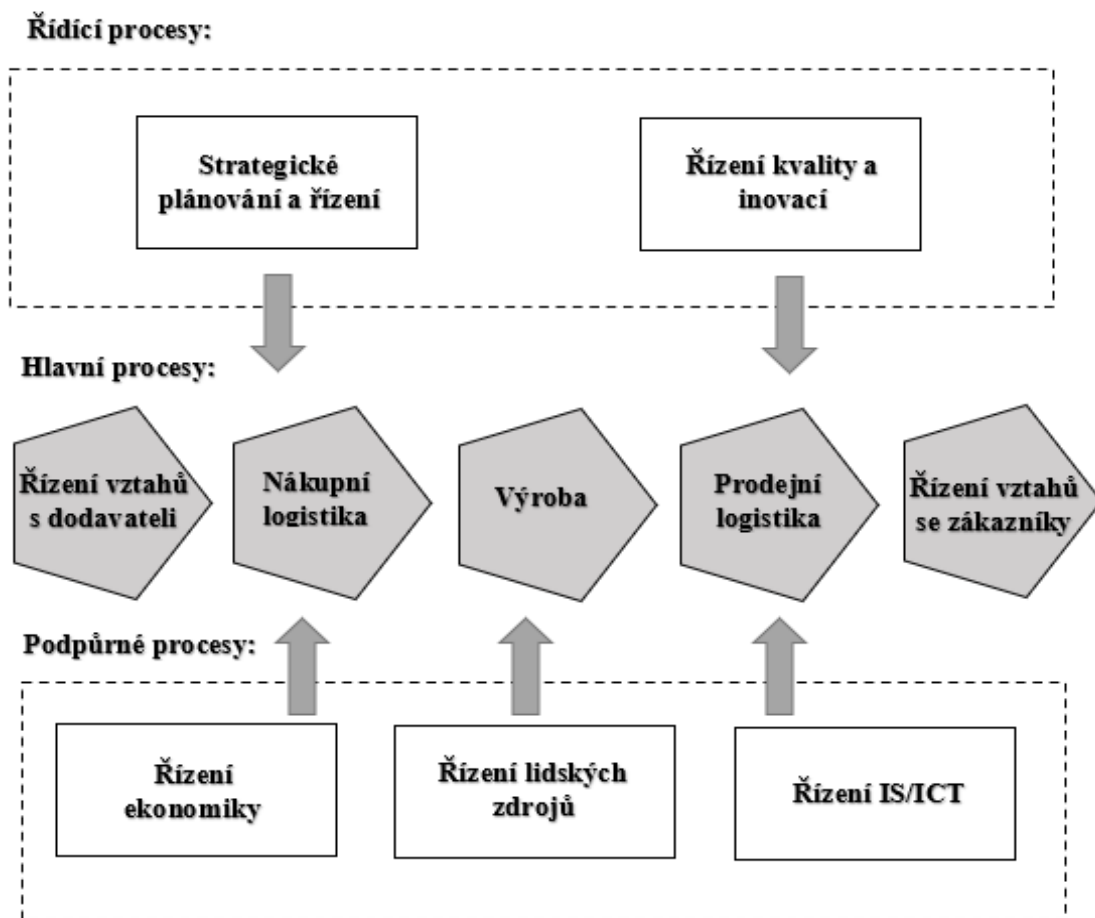 Řídící procesy:
Strategické
plánování a řízení
Řízení kvality a
inovací
Hlavní procesy:
Řízení vztahů
s dodavateli
Nákupní
logistika
Výroba
Prodejní
logistika
Řízení vztahů
se zákazníky
Podpůrné procesy:
Řízení
ekonomiky
Řízení lidských
zdrojů
Řízení IS/ICT